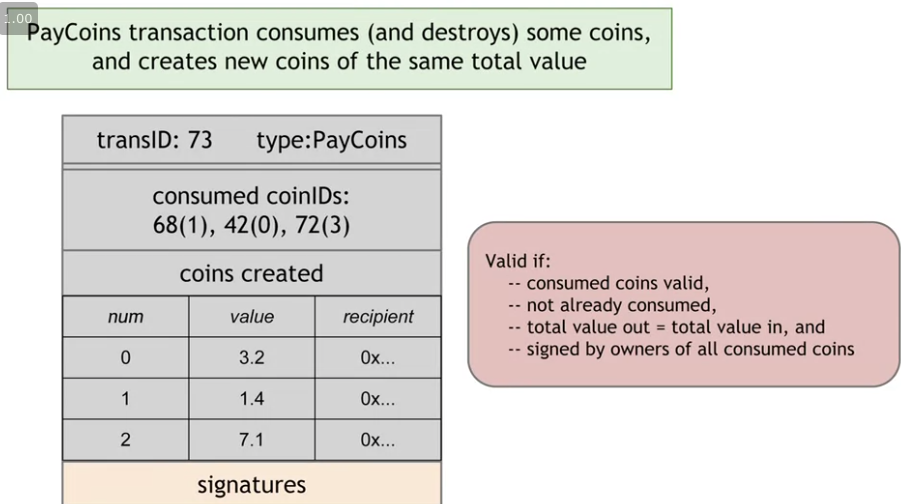 1.00
PayCoins transaction consumes (and destroys) some coins,
and creates new coins of the same total value
transID: 73 type:PayCoins
consumed coinIDs:
68(1), 42(0), 72(3)
coins created
num value recipient
0 3.2 0x...
1 1.4 0x...
2 7.1 0x...
signatures
Valid if:
-- consumed coins valid,
-- not already consumed,
-- total value out = total value in, and
-- signed by owners of all consumed coins